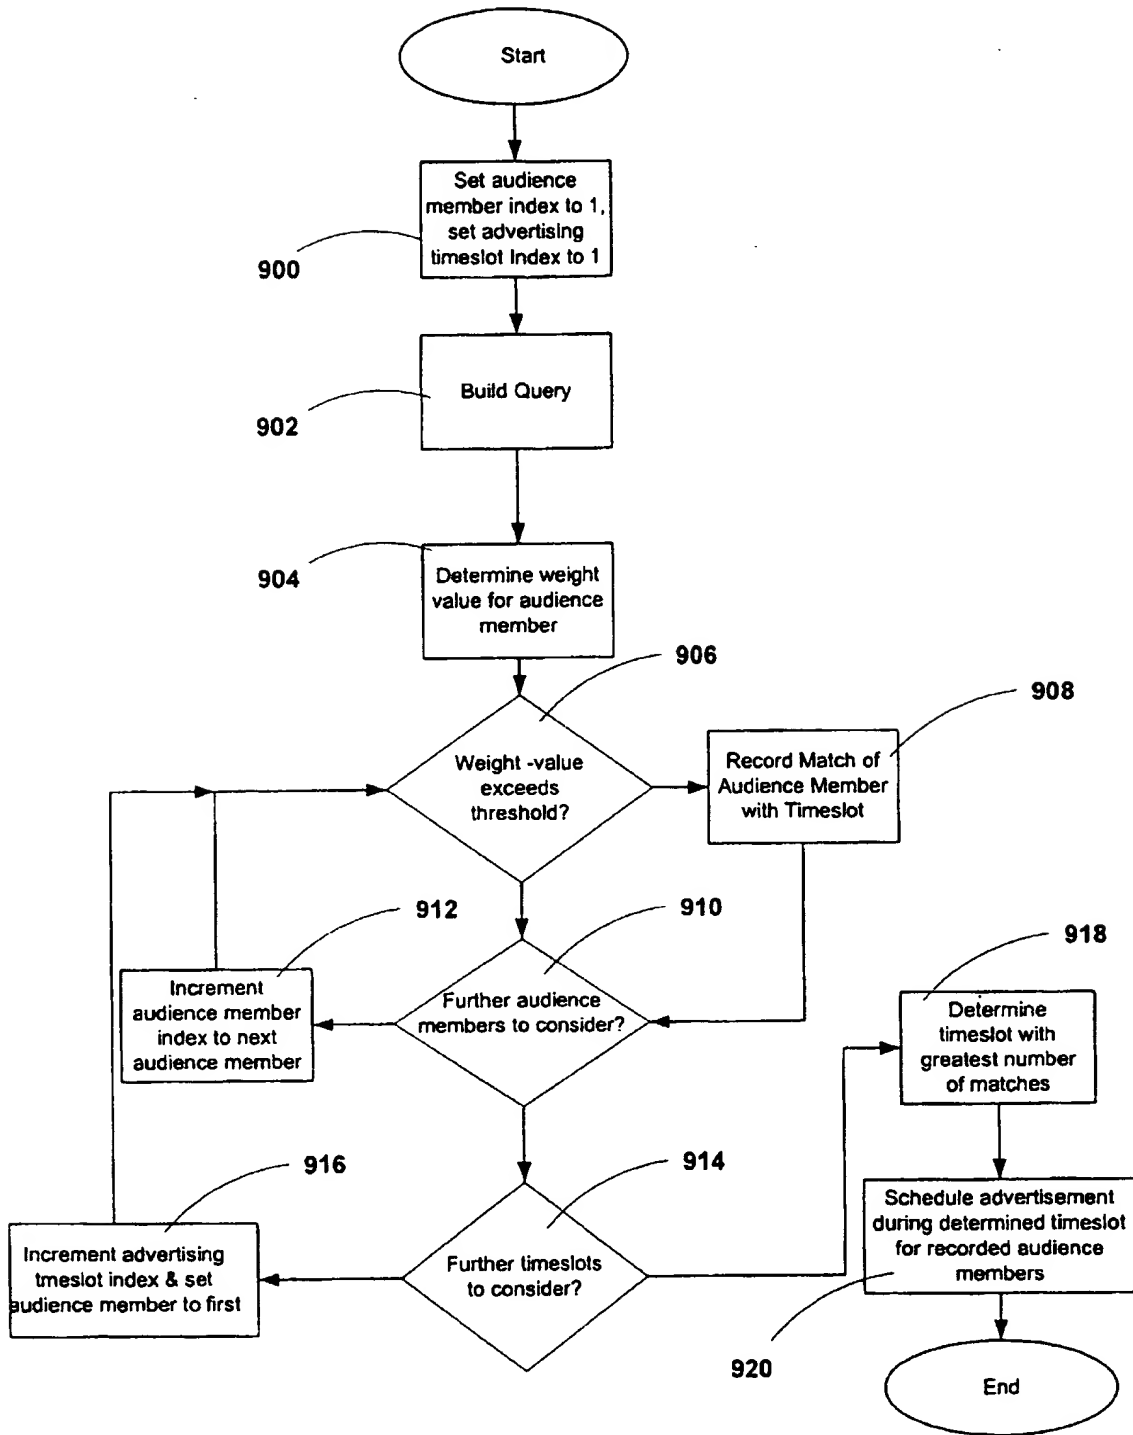 Start
Set audience
member index to 1,
set advertising
timeslot Index to 1
900
Build Query
902
904
Determine weight
value for audience
member
906
908
Weight -value
exceeds
threshold?
Record Match of
Audience Member
with Timeslot
912
910
918
Increment
audience member
index to next
audience member
Further audience
members to consider?
Determine
timeslot with
greatest number
of matches
916
914
Increment advertising
tmeslot index & set
audience member to first
Further timeslots
to consider?
Schedule advertisement
during determined timeslot
for recorded audience
members
920
End